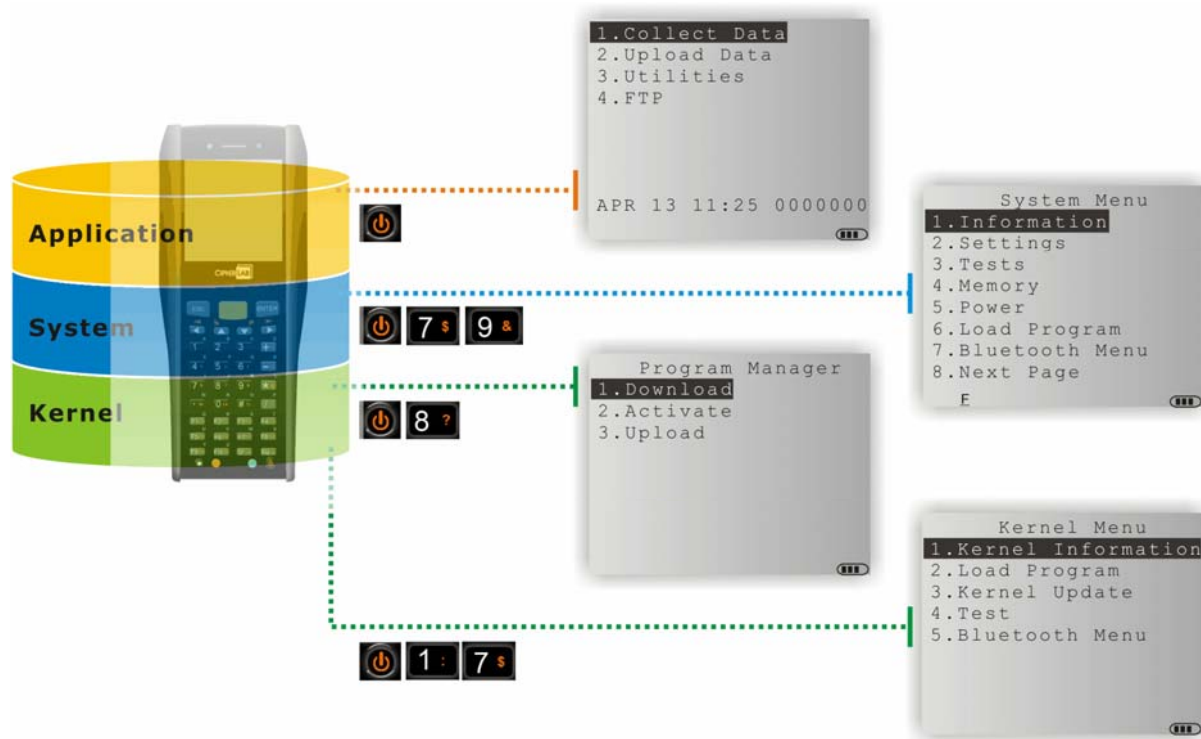 1.Collect Data
2.Upload Data
3.Utilities
4.FTP
APR 13 11:25 0000000
Application
System
Kernel
CIPHERLAB
ESC
ENTER
7 $
9 &
System Menu
1.Information
2.Settings
3.Tests
4.Memory
5.Power
6.Load Program
7.Bluetooth Menu
8.Next Page
F
8 ?
Program Manager
1.Download
2.Activate
3.Upload
1 :
7 $
Kernel Menu
1.Kernel Information
2.Load Program
3.Kernel Update
4.Test
5.Bluetooth Menu